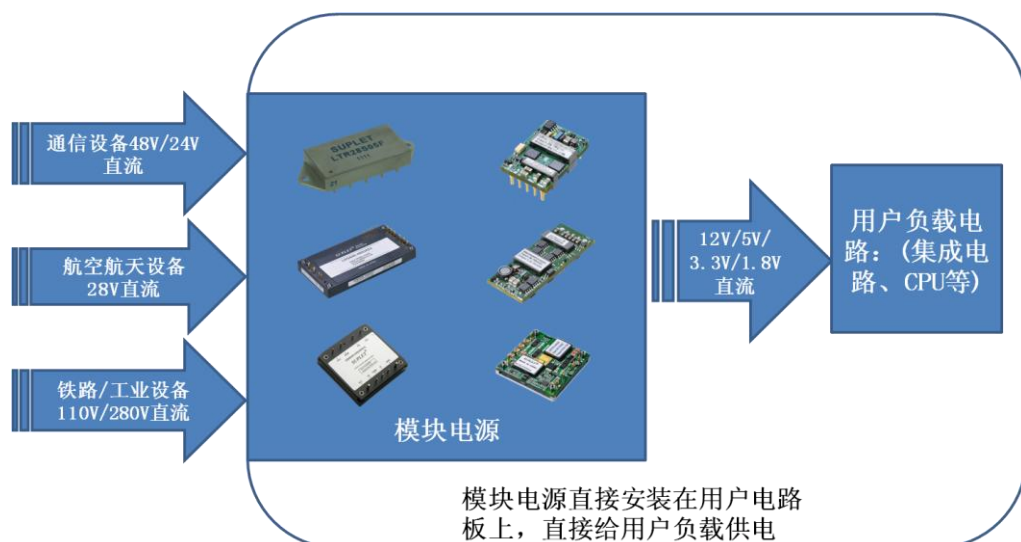 通信设备48V/24V
直流
航空航天设备
28V直流
铁路/工业设备
110V/280V直流
SUPLET
LTR28S05F
模块电源
12V/5V/
3.3V/1.8V
直流
用户负载电
路：(集成电
路、CPU等)
模块电源直接安装在用户电路
板上，直接给用户负载供电